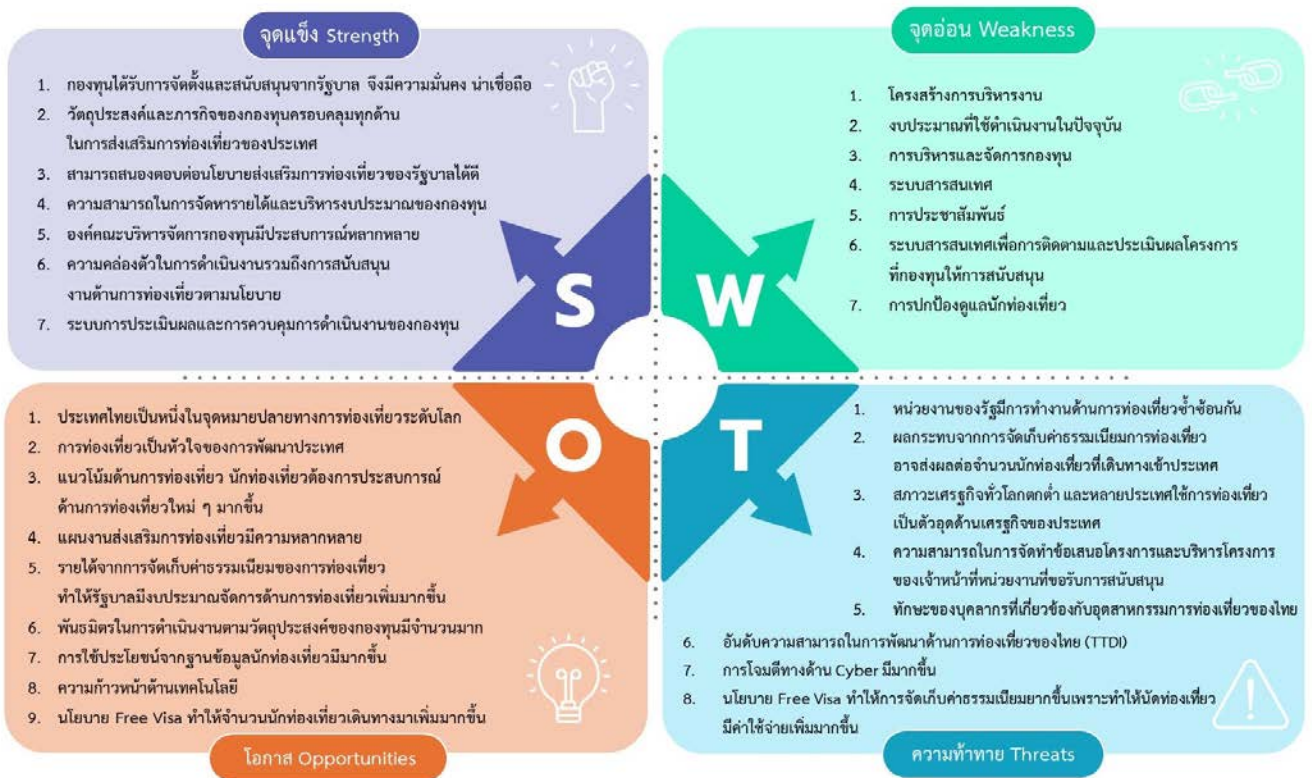 จุดแข็ง Strength
1. กองทุนได้รับการจัดตั้งและสนับสนุนจากรัฐบาล จึงมีความมั่นคง น่าเชื่อถือ
2. วัตถุประสงค์และภารกิจของกองทุนครอบคลุมทุกด้าน
ในการส่งเสริมการท่องเที่ยวของประเทศ
3. สามารถสนองตอบต่อนโยบายส่งเสริมการท่องเที่ยวของรัฐบาลได้ดี
4. ความสามารถในการจัดหารายได้และบริหารงบประมาณของกองทุน
5. องค์คณะบริหารจัดการกองทุนมีประสบการณ์หลากหลาย
6. ความคล่องตัวในการดำเนินงานรวมถึงการสนับสนุน
งานด้านการท่องเที่ยวตามนโยบาย
7. ระบบการประเมินผลและการควบคุมการดำเนินงานของกองทุน
S
จุดอ่อน Weakness
1. โครงสร้างการบริหารงาน
2. งบประมาณที่ใช้ดำเนินงานในปัจจุบัน
3. การบริหารและจัดการกองทุน
4. ระบบสารสนเทศ
5. การประชาสัมพันธ์
6. ระบบสารสนเทศเพื่อการติดตามและประเมินผลโครงการ
ที่กองทุนให้การสนับสนุน
7. การปกป้องดูแลนักท่องเที่ยว
W
1. ประเทศไทยเป็นหนึ่งในจุดหมายปลายทางการท่องเที่ยวระดับโลก
2. การท่องเที่ยวเป็นหัวใจของการพัฒนาประเทศ
3. แนวโน้มด้านการท่องเที่ยว นักท่องเที่ยวต้องการประสบการณ์
ด้านการท่องเที่ยวใหม่ ๆ มากขึ้น
4. แผนงานส่งเสริมการท่องเที่ยวมีความหลากหลาย
5. รายได้จากการจัดเก็บค่าธรรมเนียมของการท่องเที่ยว
ทำให้รัฐบาลมีงบประมาณจัดการด้านการท่องเที่ยวเพิ่มมากขึ้น
6. พันธมิตรในการดำเนินงานตามวัตถุประสงค์ของกองทุนมีจำนวนมาก
7. การใช้ประโยชน์จากฐานข้อมูลนักท่องเที่ยวมีมากขึ้น
8. ความก้าวหน้าด้านเทคโนโลยี
9. นโยบาย Free Visa ทำให้จำนวนนักท่องเที่ยวเดินทางมาเพิ่มมากขึ้น
O
โอกาส Opportunities
1. หน่วยงานของรัฐมีการทำงานด้านการท่องเที่ยวซ้ำซ้อนกัน
2. ผลกระทบจากการจัดเก็บค่าธรรมเนียมการท่องเที่ยว
อาจส่งผลต่อจำนวนนักท่องเที่ยวที่เดินทางเข้าประเทศ
3. สภาวะเศรษฐกิจทั่วโลกตกต่ำ และหลายประเทศใช้การท่องเที่ยว
เป็นตัวอุดด้านเศรษฐกิจของประเทศ
4. ความสามารถในการจัดทำข้อเสนอโครงการและบริหารโครงการ
ของเจ้าหน้าที่หน่วยงานที่ขอรับการสนับสนุน
5. ทักษะของบุคลากรที่เกี่ยวข้องกับอุตสาหกรรมการท่องเที่ยวของไทย
6. อันดับความสามารถในการพัฒนาด้านการท่องเที่ยวของไทย (TTDI)
7. การโจมตีทางด้าน Cyber มีมากขึ้น
8. นโยบาย Free Visa ทำให้การจัดเก็บค่าธรรมเนียมยากขึ้นเพราะทำให้นัดท่องเที่ยว
มีค่าใช้จ่ายเพิ่มมากขึ้น
T
ความท้าทาย Threats